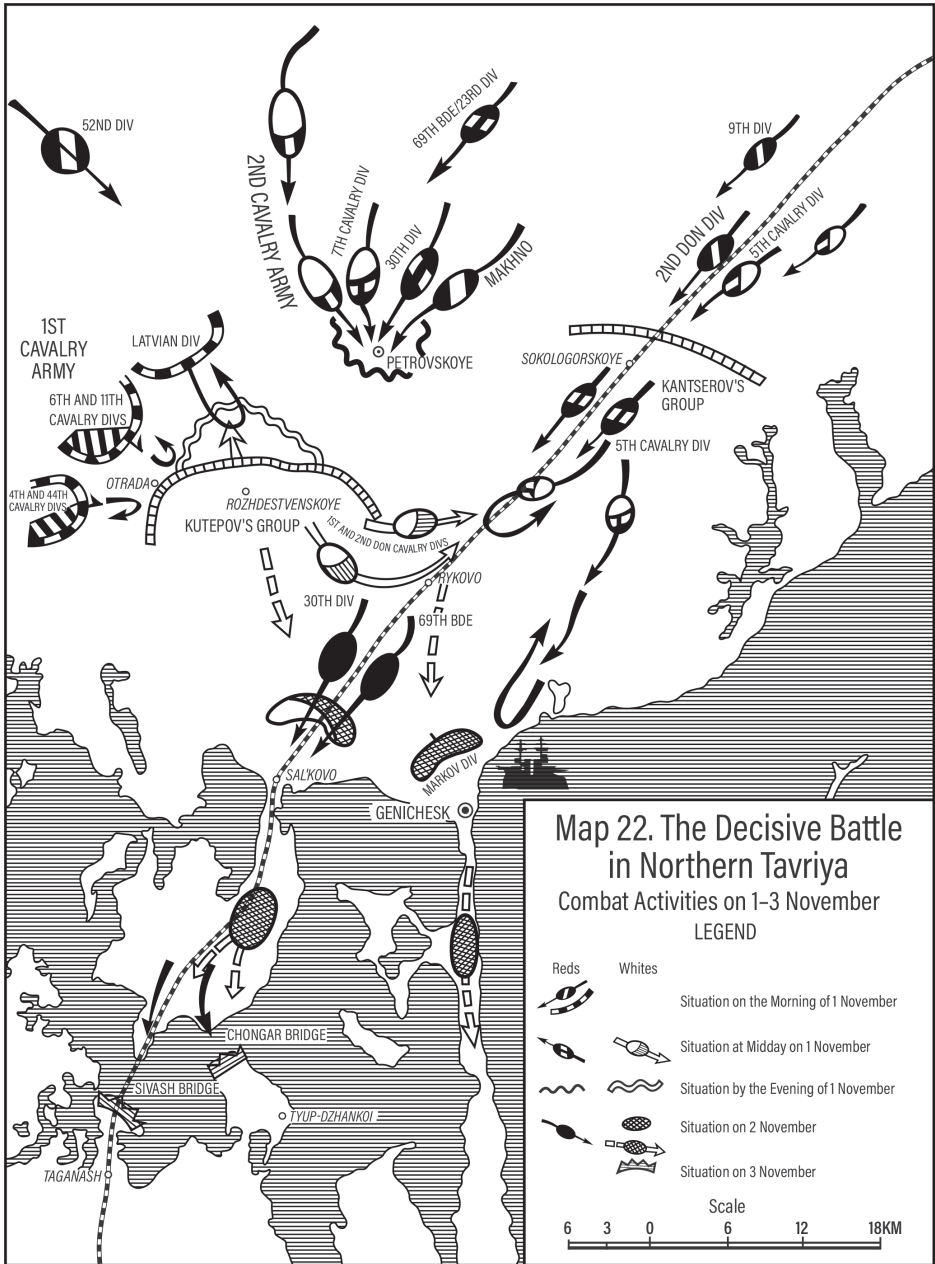 52ND DIV
69TH BDE/23RD DIV
9TH DIV
2ND CAVALRY ARMY
7TH CAVALRY DIV
30TH DIV
MAKHNO
2ND DON DIV
5TH CAVALRY DIV
1ST
CAVALRY
ARMY
LATVIAN DIV
PETROVSKOYE
SOKOLOGORSKOYE
KANTSEROV'S
GROUP
6TH AND 11TH
CAVALRY DIVS
5TH CAVALRY DIV
OTRADA
4TH AND 44TH
CAVALRY DIVS
ROZHDESTVENSKOYE
KUTEPOV'S GROUP
1ST AND 2ND DON CAVALRY DIVS
RYKOVO
30TH DIV
69TH BDE
SAL'KOVO
MARKOV DIV
GENICHESK
CHONGAR BRIDGE
SIVASH BRIDGE
TYUP-DZHANKOI
TAGANASH
Map 22. The Decisive Battle
in Northern Tavriya
Combat Activities on 1–3 November
LEGEND
Reds Whites
Situation on the Morning of 1 November
Situation at Midday on 1 November
Situation by the Evening of 1 November
Situation on 2 November
Situation on 3 November
Scale
6 3 0 6 12 18KM